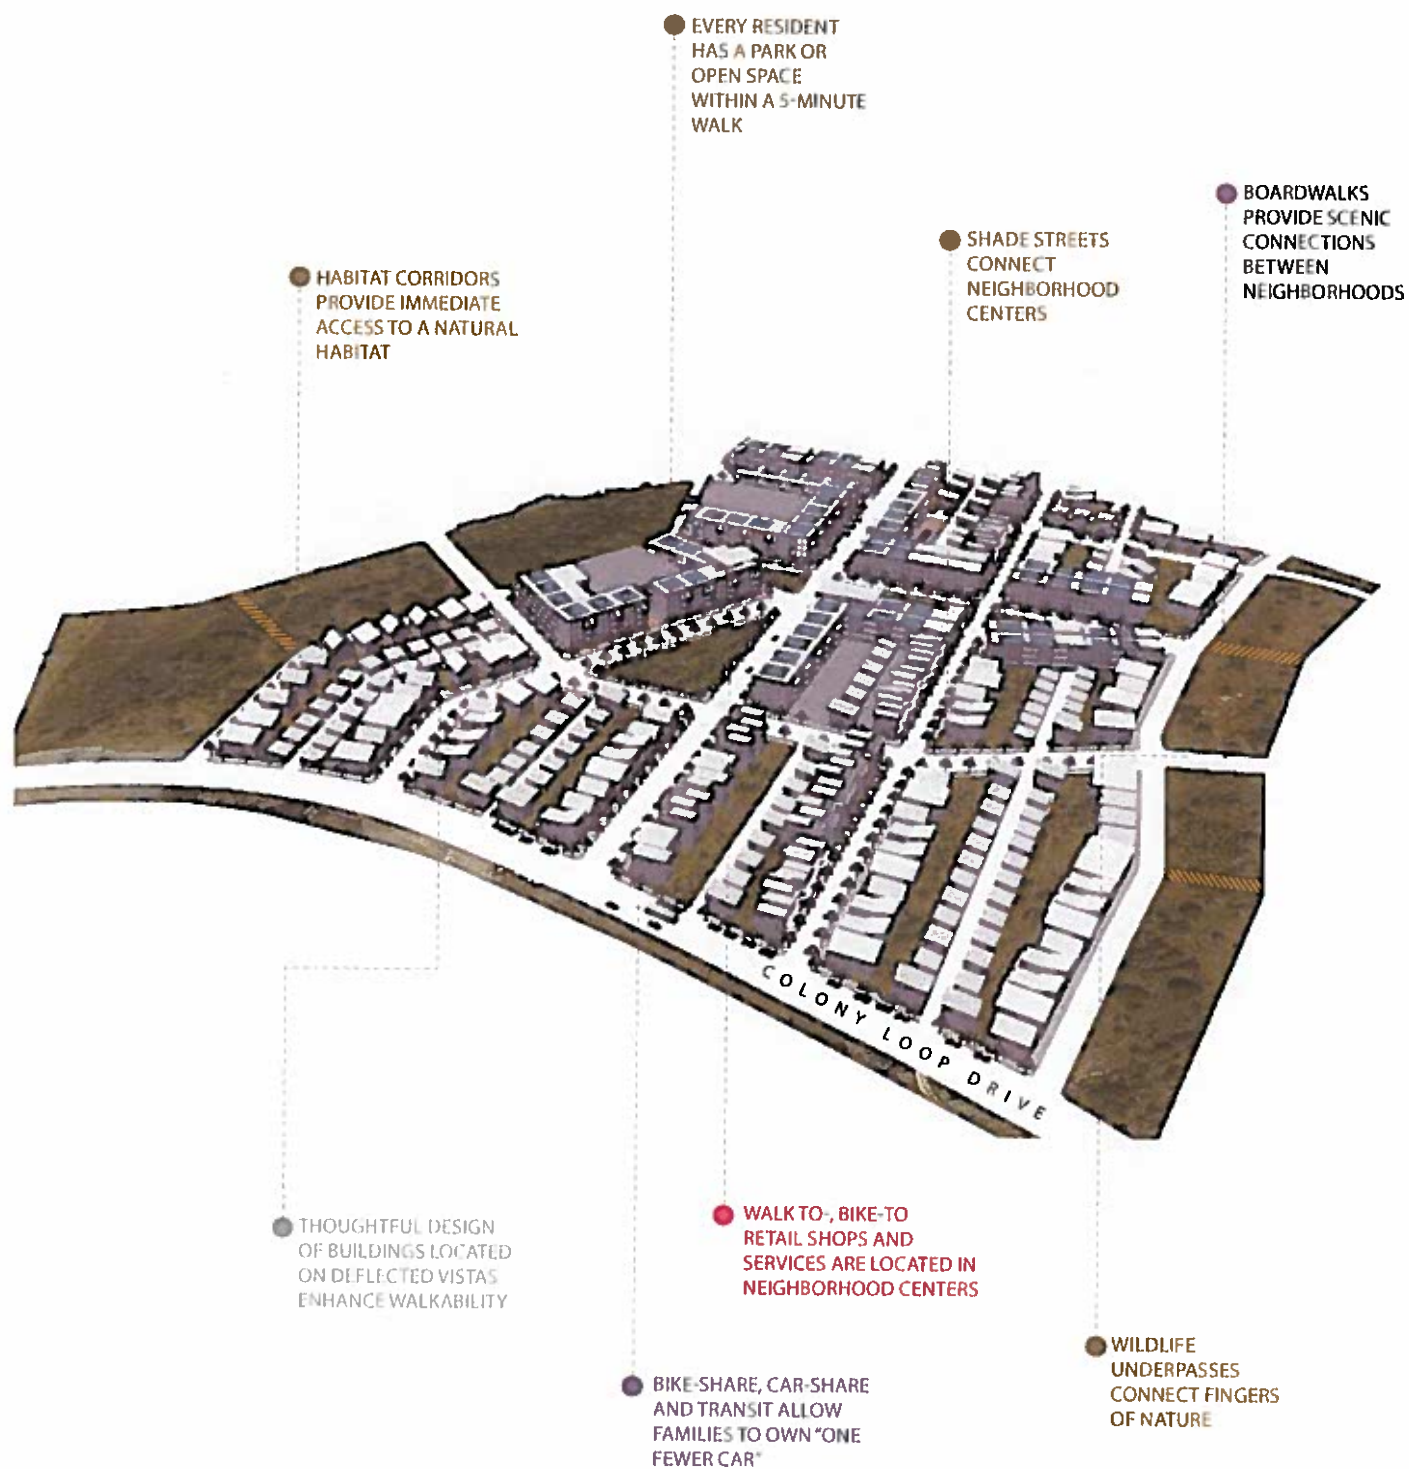 EVERY RESIDENT
HAS A PARK OR
OPEN SPACE
WITHIN A 5-MINUTE
WALK
BOARDWALKS
PROVIDE SCENIC
CONNECTIONS
BETWEEN
NEIGHBORHOODS
SHADE STREETS
CONNECT
NEIGHBORHOOD
CENTERS
HABITAT CORRIDORS
PROVIDE IMMEDIATE
ACCESS TO A NATURAL
HABITAT
COLONY LOOP DRIVE
THOUGHTFUL DESIGN
OF BUILDINGS LOCATED
ON DEFLECTED VISTAS
ENHANCE WALKABILITY
WALK TO-, BIKE-TO
RETAIL SHOPS AND
SERVICES ARE LOCATED IN
NEIGHBORHOOD CENTERS
WILDLIFE
UNDERPASSES
CONNECT FINGERS
OF NATURE
BIKE-SHARE, CAR-SHARE
AND TRANSIT ALLOW
FAMILIES TO OWN "ONE
FEWER CAR"